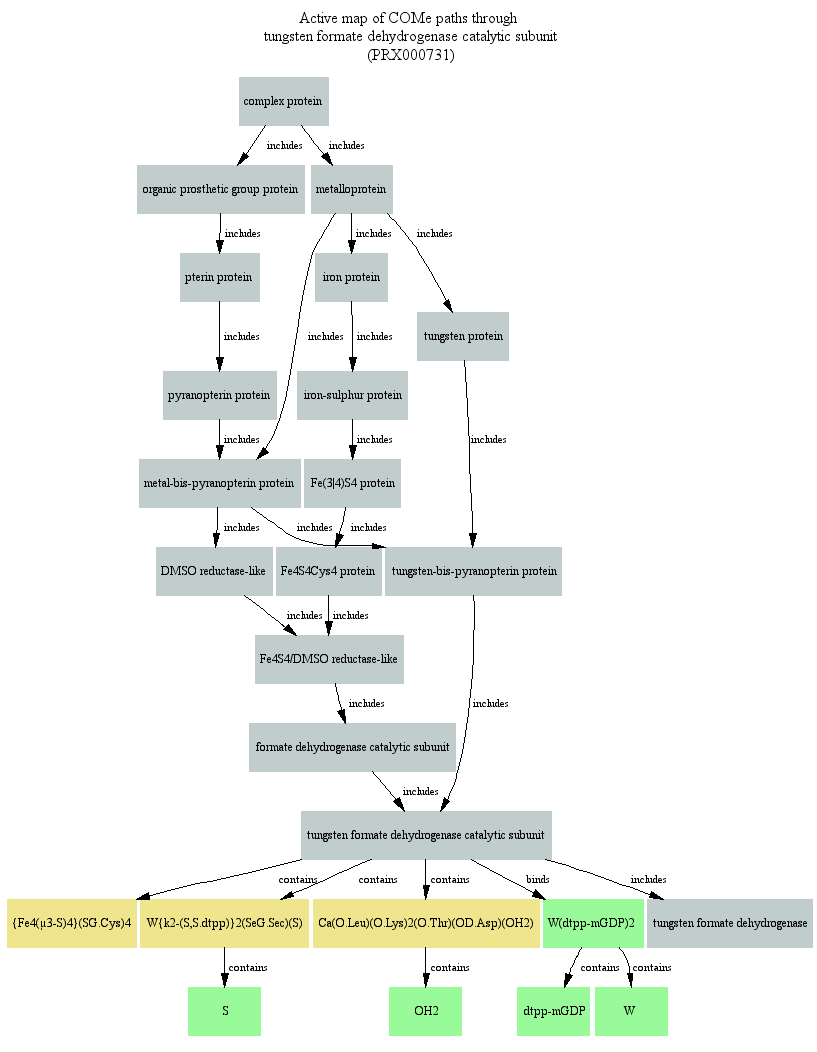 Active map of COMe paths through
tungsten formate dehydrogenase catalytic subunit
(PRX000731)
complex protein
includes
includes
organic prosthetic group protein
metalloprotein
includes
includes
includes
pterin protein
iron protein
tungsten protein
includes
includes
includes
pyranopterin protein
iron-sulphur protein
includes
includes
includes
metal-bis-pyranopterin protein
Fe(3|4)S4 protein
includes
includes
includes
DMSO reductase-like
Fe4S4Cys4 protein
tungsten-bis-pyranopterin protein
includes
includes
Fe4S4/DMSO reductase-like
includes
includes
formate dehydrogenase catalytic subunit
includes
tungsten formate dehydrogenase catalytic subunit
contains
contains
contains
binds
includes
{Fe4(µ3-S)4}(SG.Cys)4
W{k2-(S,S.dtpp)}2(SeG.Sec)(S)
Ca(O.Leu)(O.Lys)2(O.Thr)(OD.Asp)(OH2)
W(dtpp-mGDP)2
tungsten formate dehydrogenase
contains
contains
contains
contains
S
OH2
dtpp-mGDP
W